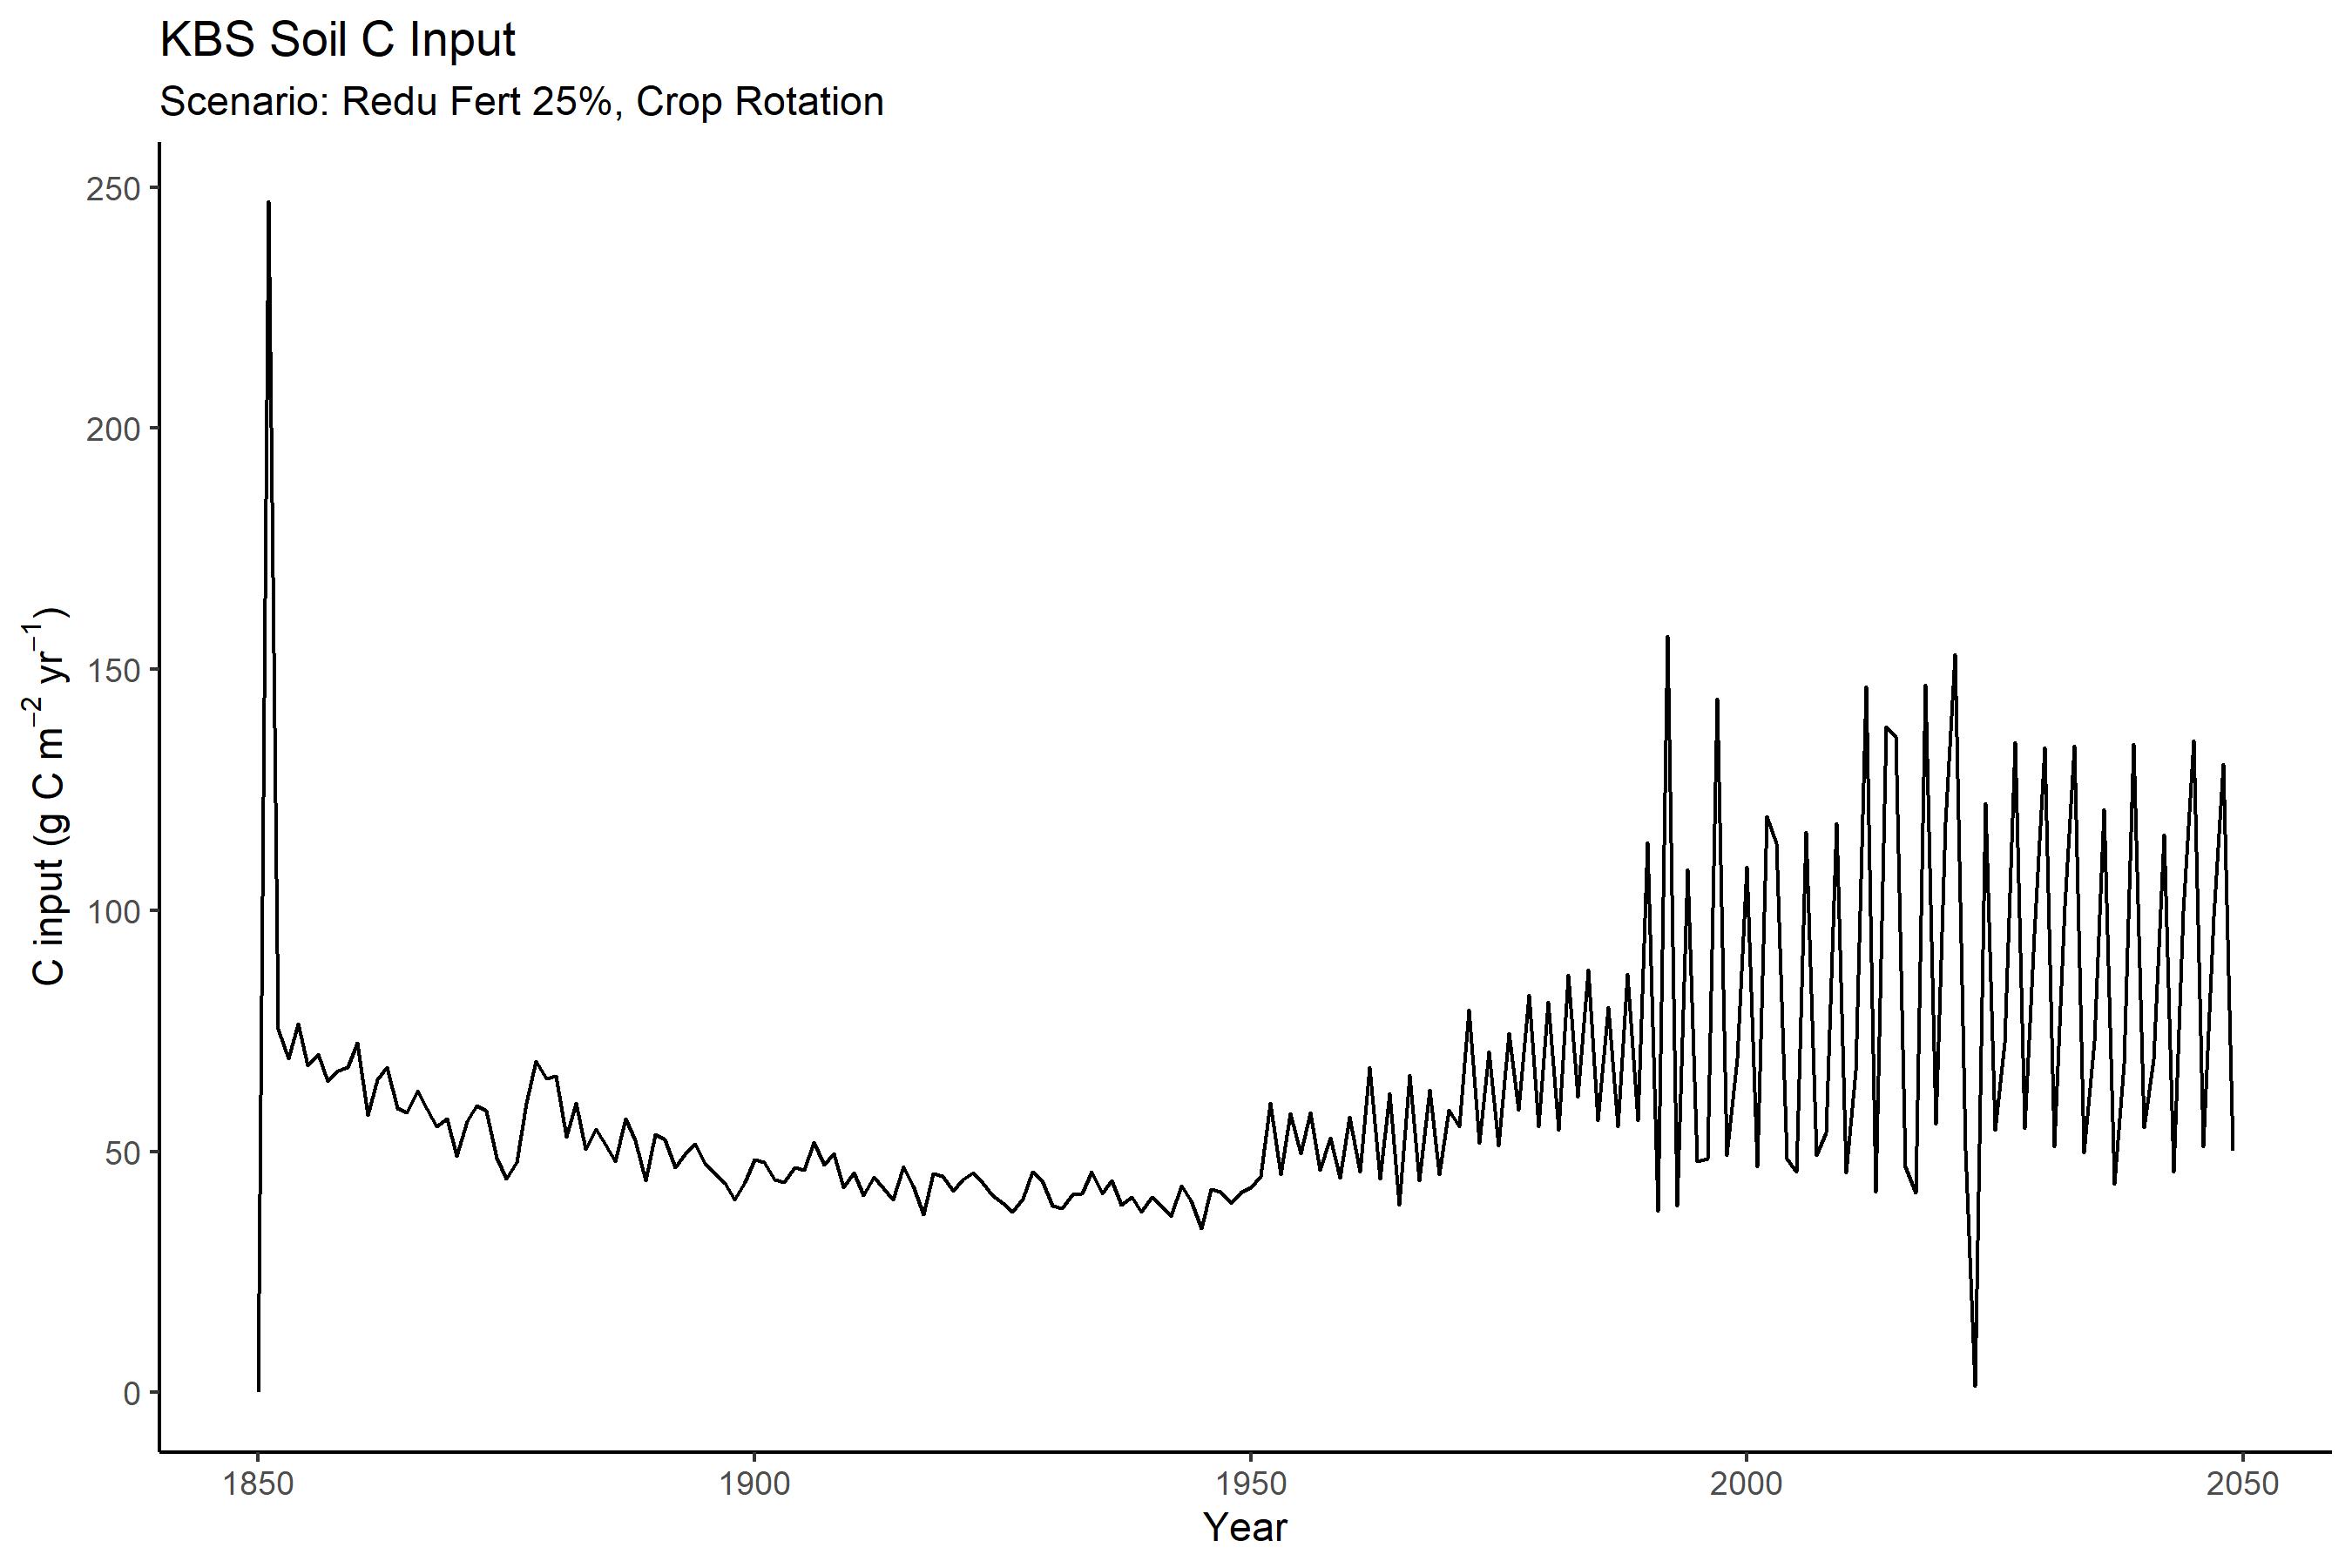 KBS Soil C Input
Scenario: Redu Fert 25%, Crop Rotation
250
200
150
100
50
0
C input (g C m⁻² yr⁻¹)
1850 1900 1950 2000 2050
Year